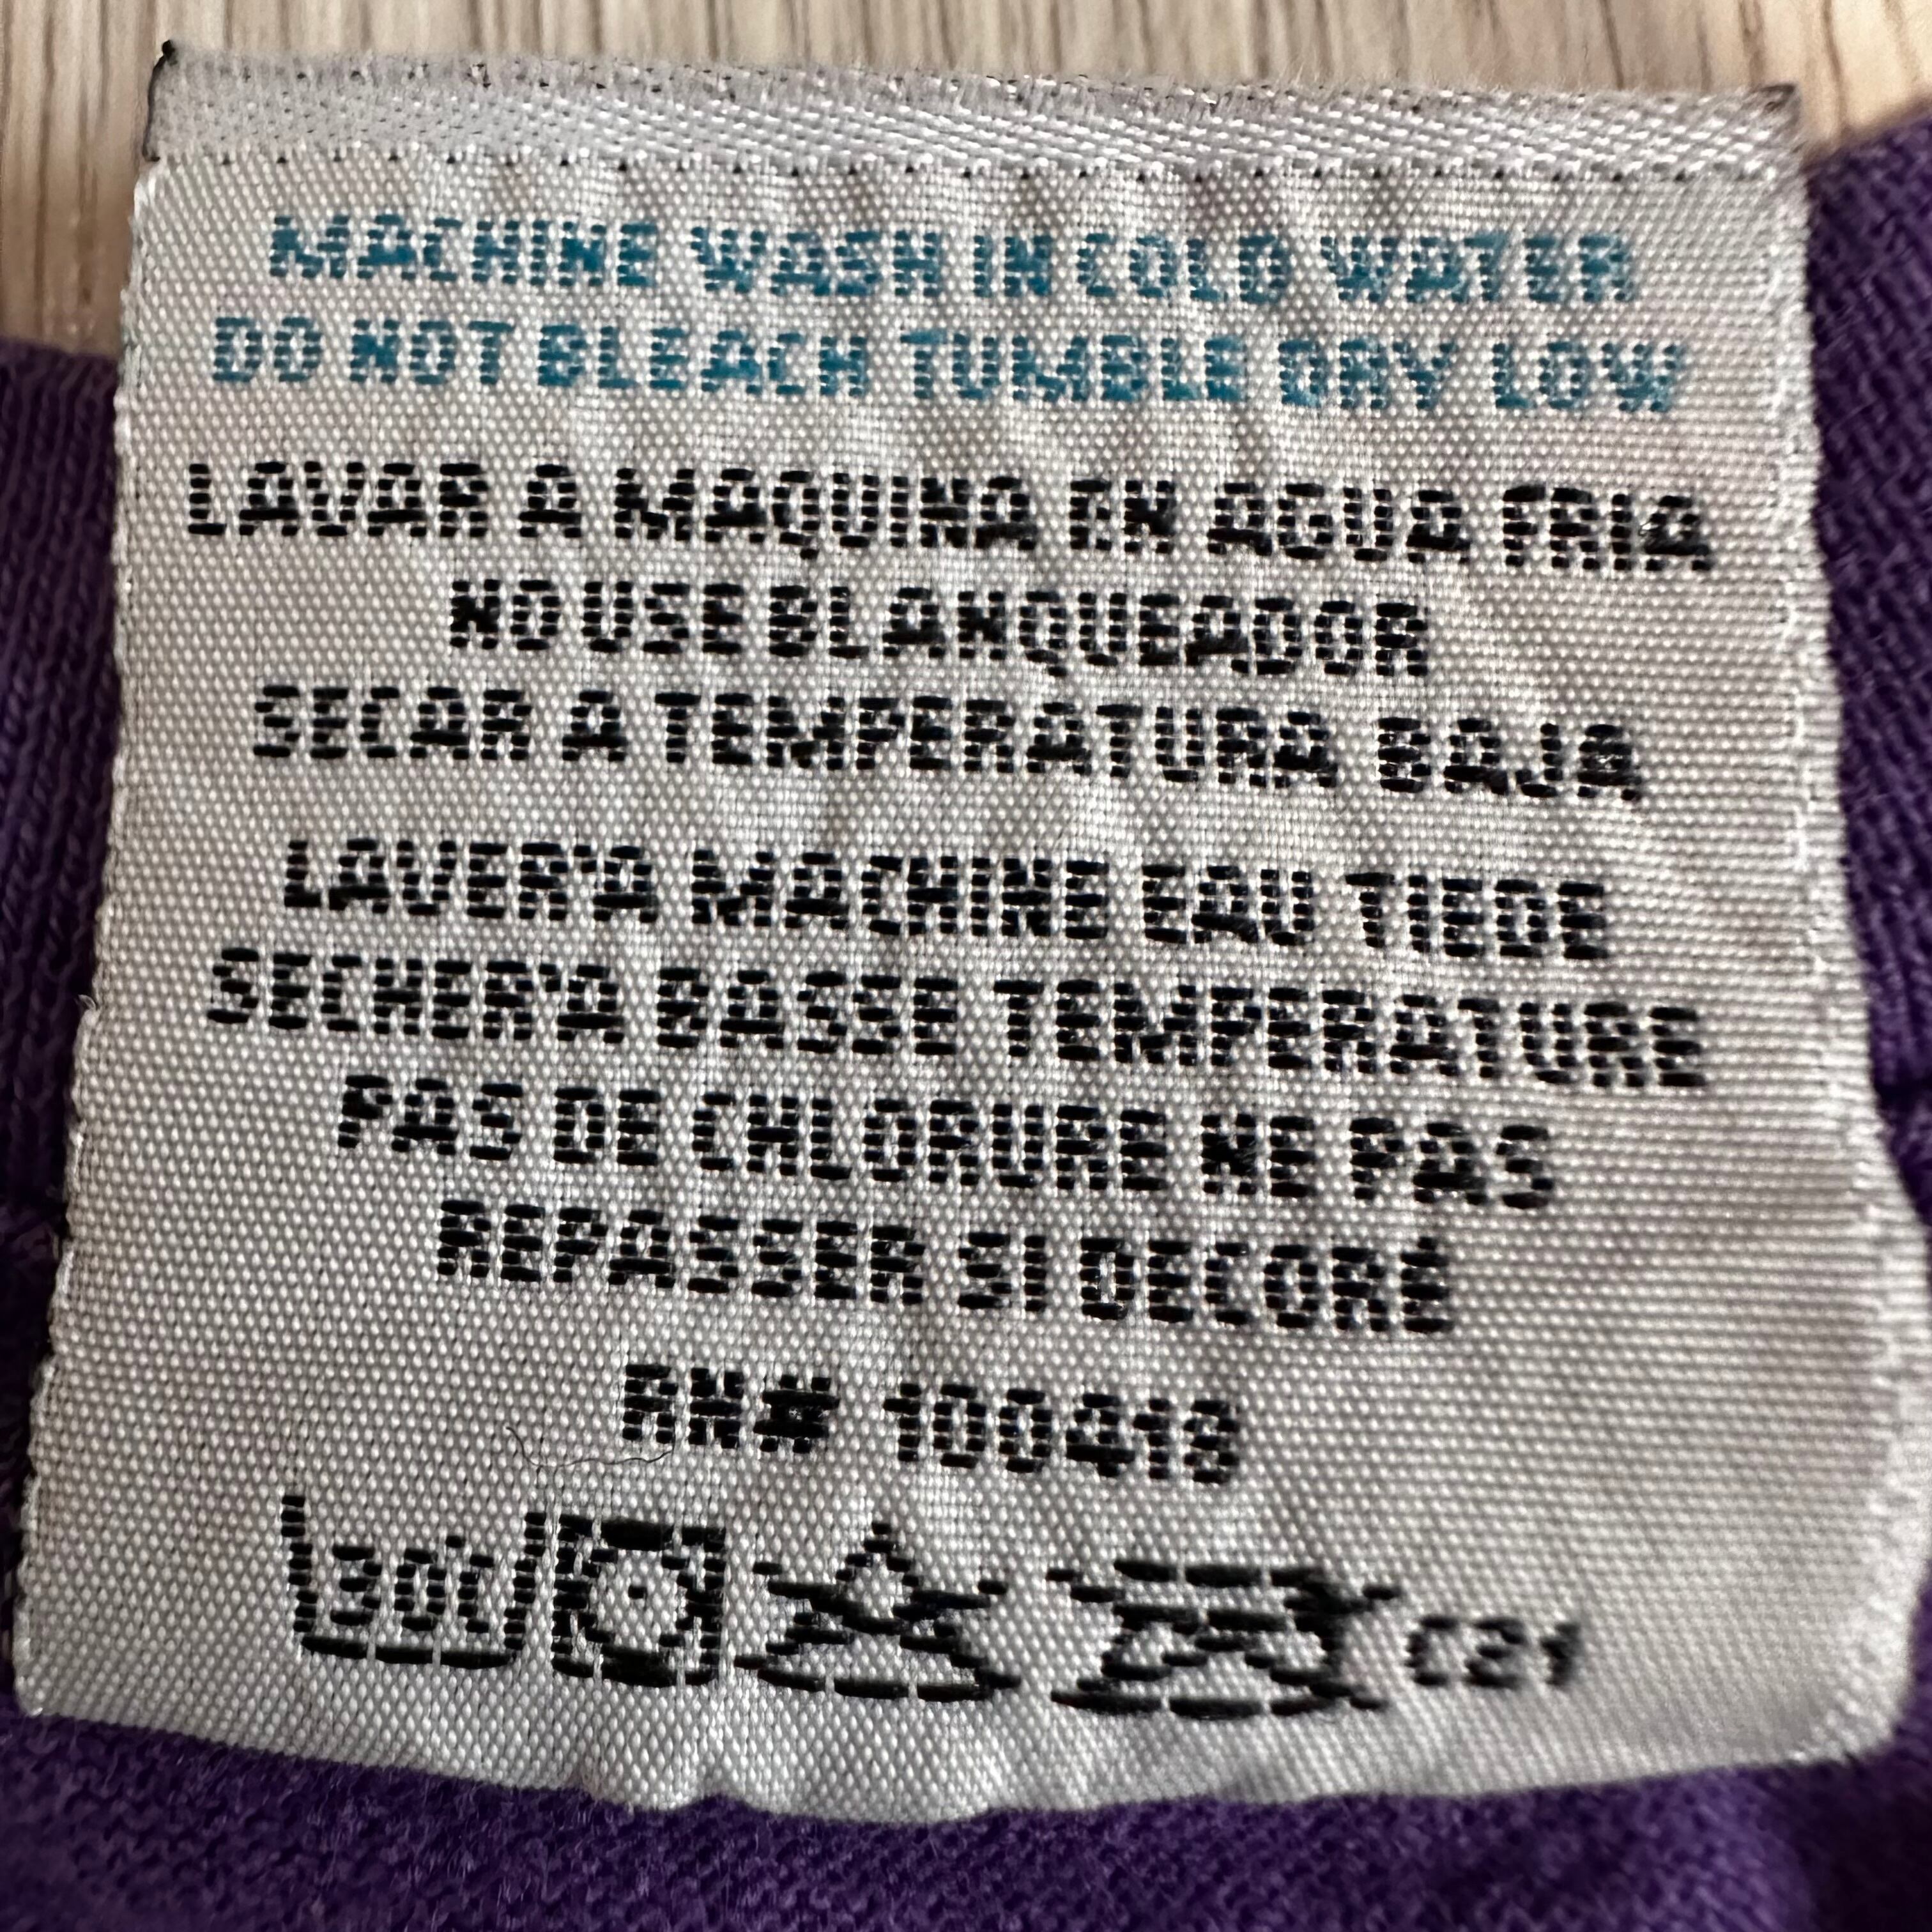 MACHINE WASH IN COLD WATER
DO NOT BLEACH TUMBLE DRY LOW
LAVAR A MAQUINA EN AGUA FRIA
NO USE BLANQUEADOR
SECAR A TEMPERATURA BAJA
LAVER'A MACHINE EAU TIEDE
SECHER'A BASSE TEMPERATURE
PAS DE CHLORURE NE PAS
REPASSER SI DECORÉ
RN# 100418
30C C21